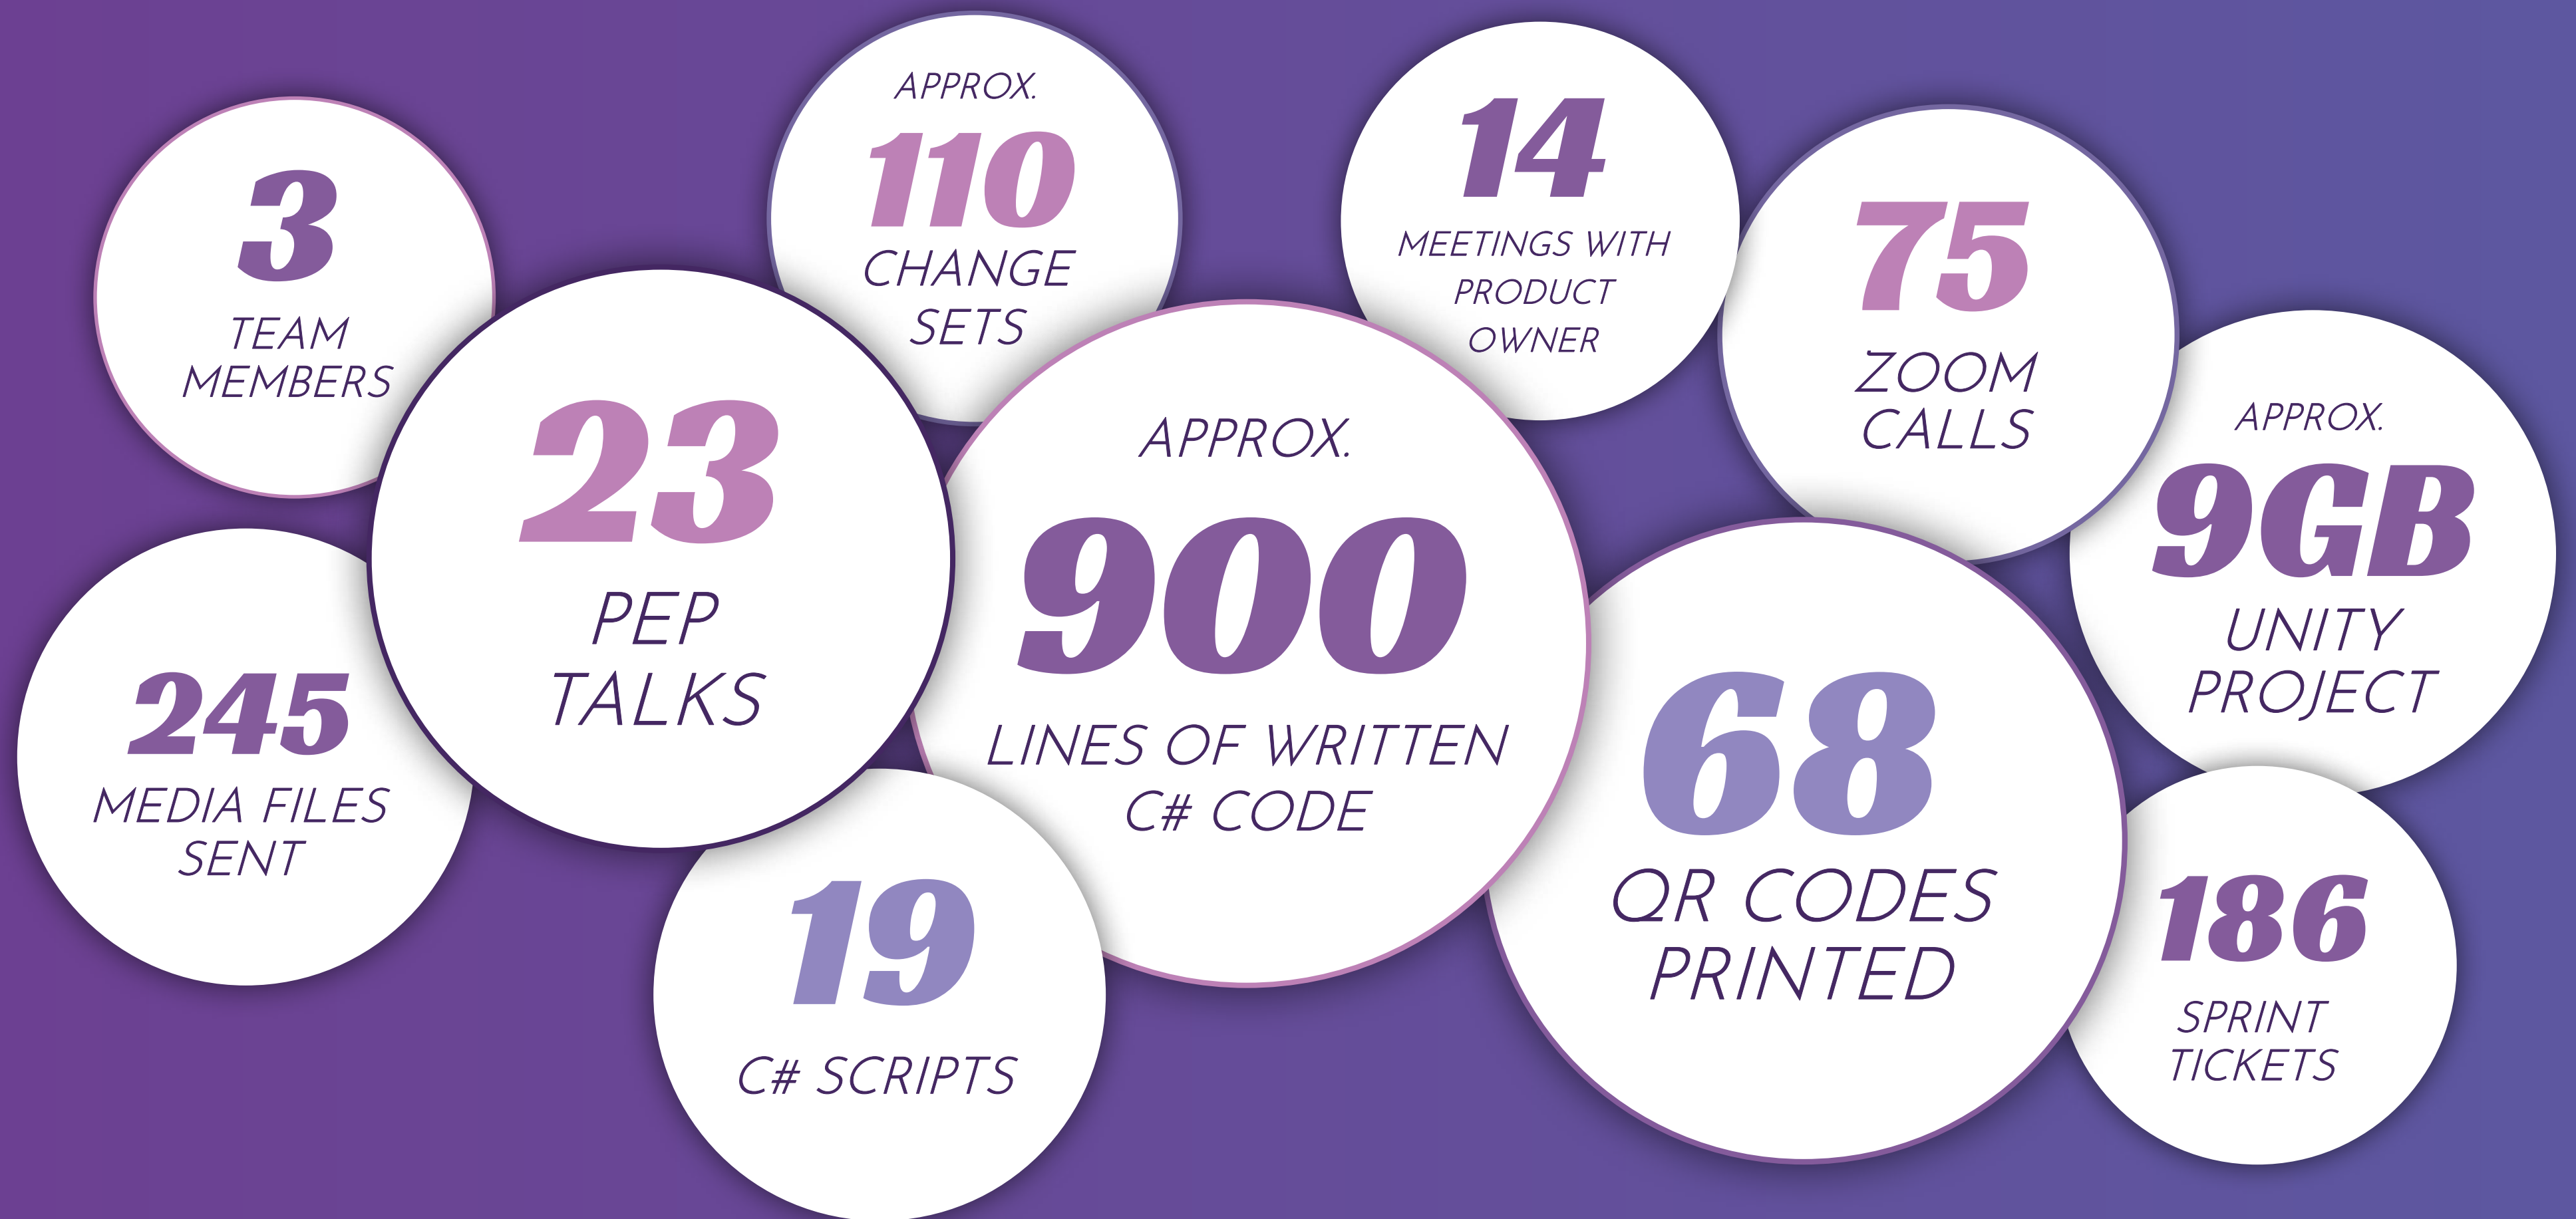 3
TEAM
MEMBERS
APPROX.
110
CHANGE
SETS
14
MEETINGS WITH
PRODUCT
OWNER
75
ZOOM
CALLS
APPROX.
9GB
UNITY
PROJECT
23
PEP
TALKS
APPROX.
900
LINES OF WRITTEN
C# CODE
245
MEDIA FILES
SENT
68
QR CODES
PRINTED
19
C# SCRIPTS
186
SPRINT
TICKETS